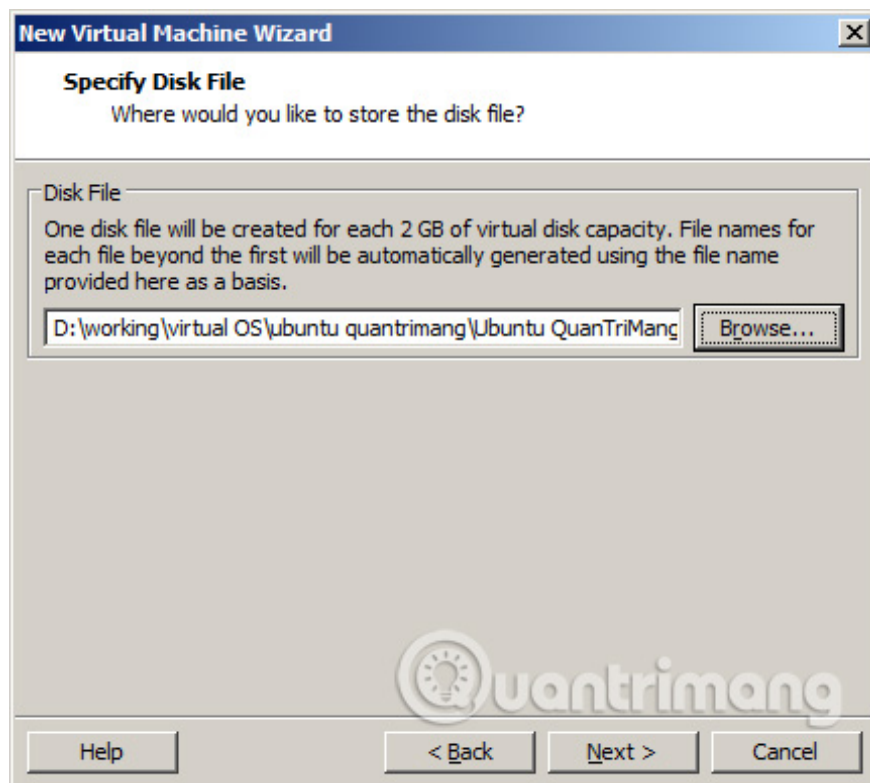 New Virtual Machine Wizard
Specify Disk File
Where would you like to store the disk file?
Disk File
One disk file will be created for each 2 GB of virtual disk capacity. File names for
each file beyond the first will be automatically generated using the file name
provided here as a basis.
D:\working\virtual OS\ubuntu quantrimang\Ubuntu QuanTriMang
Browse...
Quantrimang
Help
< Back
Next >
Cancel